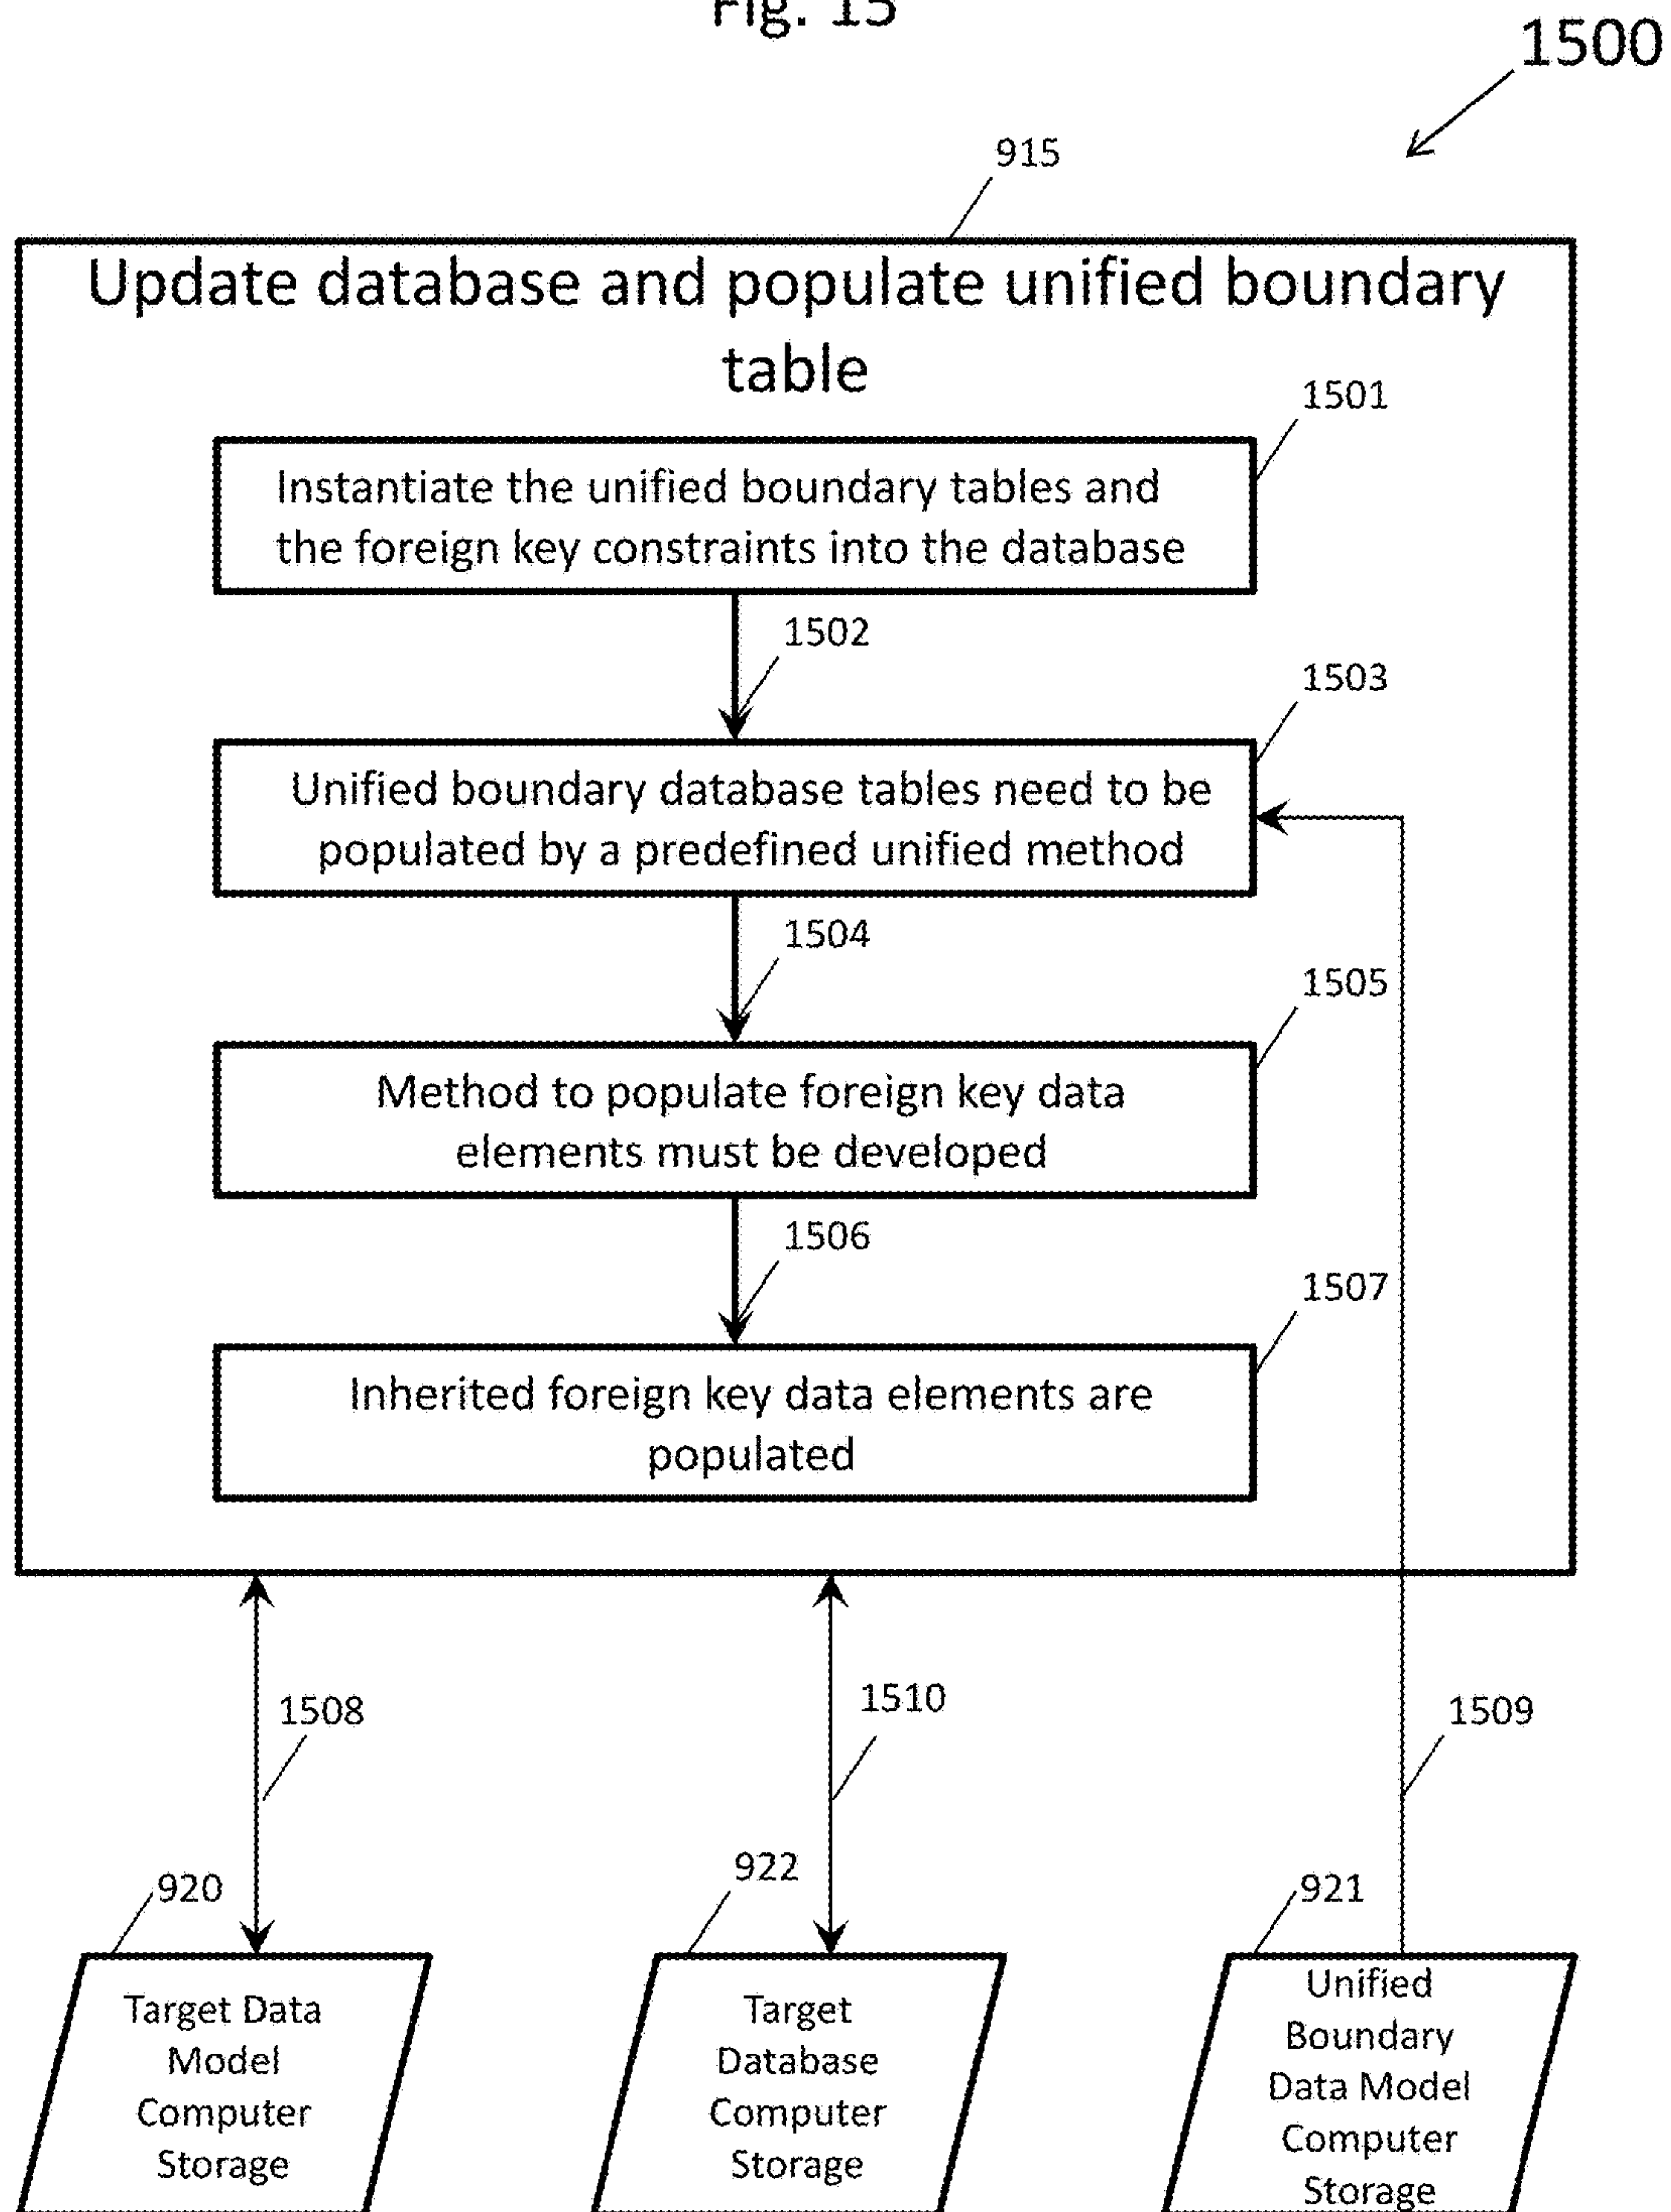 Fig. 15
1500
915
Update database and populate unified boundary
table
1501
Instantiate the unified boundary tables and
the foreign key constraints into the database
1502
1503
Unified boundary database tables need to be
populated by a predefined unified method
1504
1505
Method to populate foreign key data
elements must be developed
1506
1507
Inherited foreign key data elements are
populated
1508
1510
1509
920
922
921
Target Data
Model
Computer
Storage
Target
Database
Computer
Storage
Unified
Boundary
Data Model
Computer
Storage